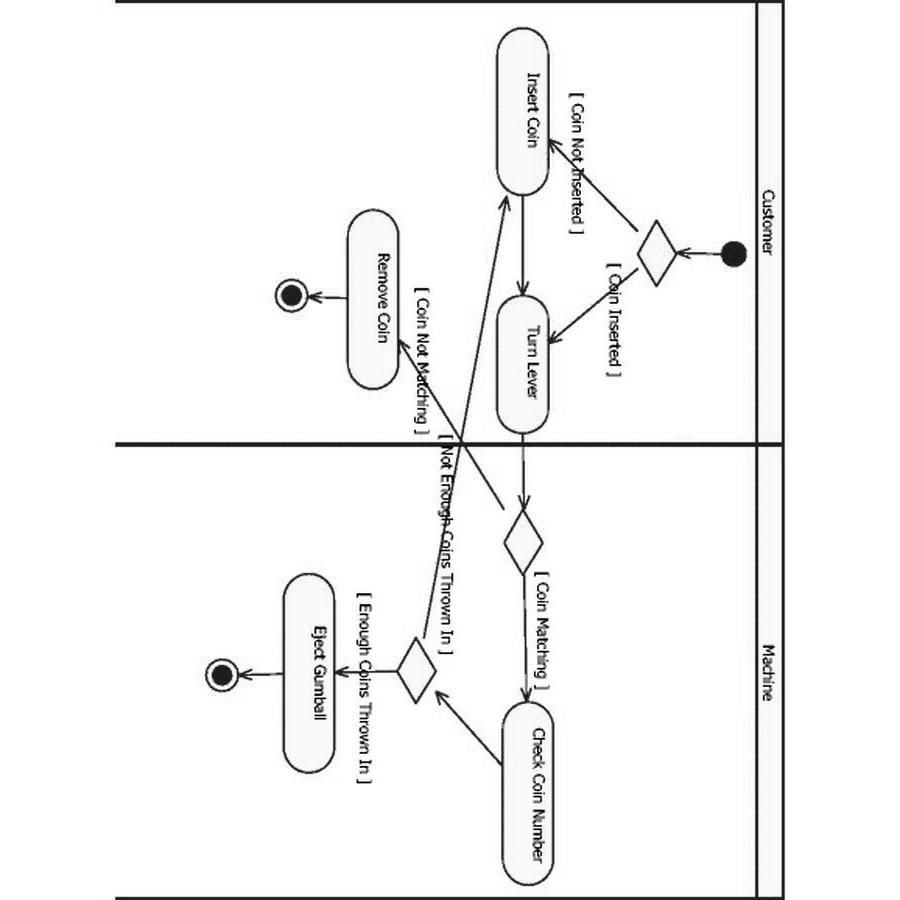 Customer
Machine
[ Coin Inserted ]
[ Coin Not Inserted ]
Insert Coin
Turn Lever
[ Coin Matching ]
Check Coin Number
[ Coin Not Matching ]
[ Not Enough Coins Thrown In ]
Remove Coin
[ Enough Coins Thrown In ]
Eject Gumball